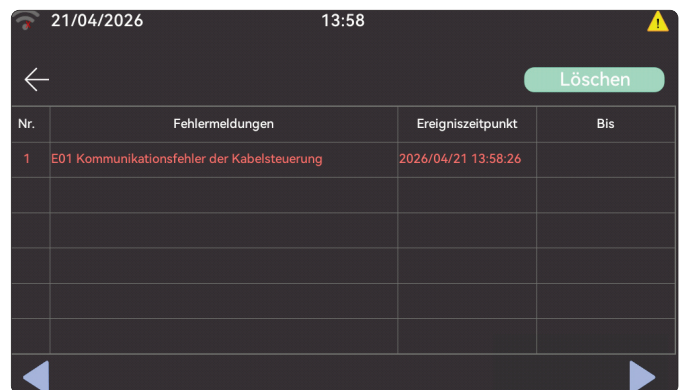 21/04/2026 13:58
Löschen
Nr. Fehlermeldungen Ereigniszeitpunkt Bis
1 E01 Kommunikationsfehler der Kabelsteuerung 2026/04/21 13:58:26